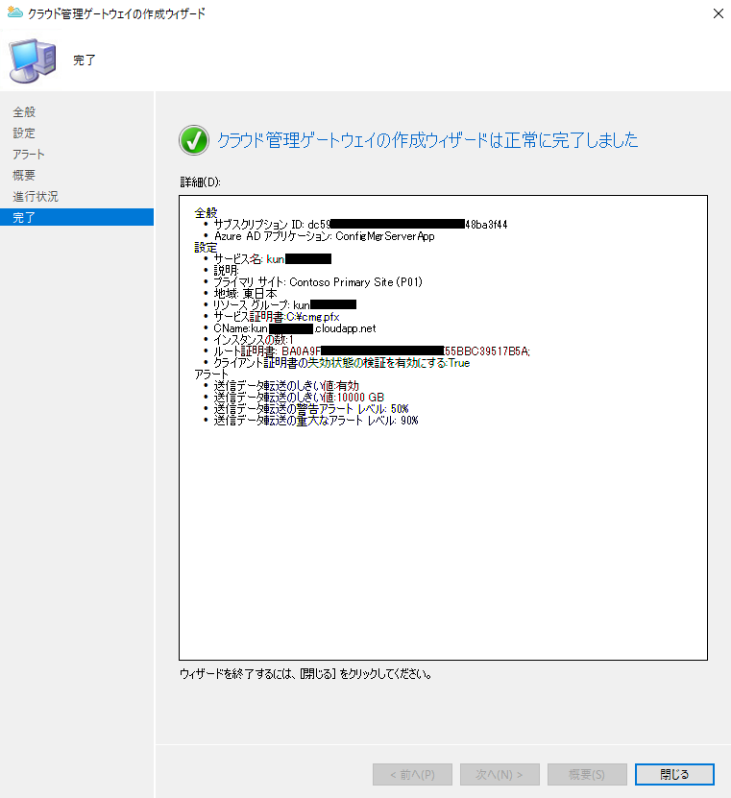 クラウド管理ゲートウェイの作成ウィザード
完了
全般
設定
アラート
概要
進行状況
完了
クラウド管理ゲートウェイの作成ウィザードは正常に完了しました
詳細(D):
全般
• サブスクリプション ID: dc59 48ba3f44
• Azure AD アプリケーション: ConfigMgrServerApp
設定
• サービス名: kun
• 説明:
• プライマリ サイト: Contoso Primary Site (P01)
• 地域: 東日本
• リソース グループ: kun
• サービス証明書:C:¥cmg.pfx
• CName:kun .cloudapp.net
• インスタンスの数:1
• ルート証明書: BA0A9F 55BBC39517B5A;
• クライアント証明書の失効状態の検証を有効にする:True
アラート
• 送信データ転送のしきい値:有効
• 送信データ転送のしきい値:10000 GB
• 送信データ転送の警告アラート レベル: 50%
• 送信データ転送の重大なアラート レベル: 90%
ウィザードを終了するには、[閉じる] をクリックしてください。
< 前へ(P) 次へ(N) > 概要(S) 閉じる